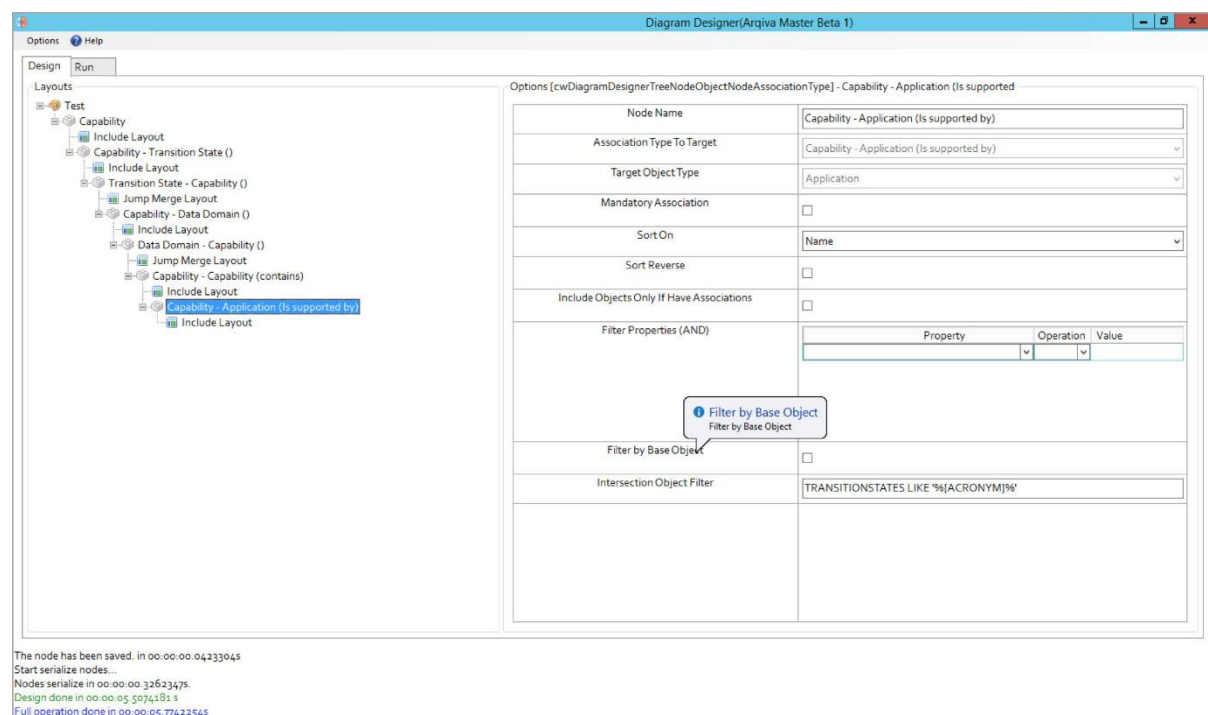 Diagram Designer(Arqiva Master Beta 1)
Options Help
Design Run
Layouts
Test
Capability
Include Layout
Capability - Transition State ()
Include Layout
Transition State - Capability ()
Jump Merge Layout
Capability - Data Domain ()
Include Layout
Data Domain - Capability ()
Jump Merge Layout
Capability - Capability (contains)
Include Layout
Capability - Application (Is supported by)
Include Layout
Options [cwDiagramDesignerTreeNodeObjectNodeAssociationType] - Capability - Application (Is supported
Node Name Capability - Application (Is supported by)
Association Type To Target Capability - Application (Is supported by)
Target Object Type Application
Mandatory Association
Sort On Name
Sort Reverse
Include Objects Only If Have Associations
Filter Properties (AND) Property Operation Value
Filter by Base Object
Filter by Base Object
Filter by Base Object
Intersection Object Filter TRANSITIONSTATES LIKE '%[ACRONYM]%'
The node has been saved. in 00:00:00.0423304s
Start serialize nodes...
Nodes serialize in 00:00:00.3262347s.
Design done in 00:00:05.5074181 s
Full operation done in 00:00:05.7742254s